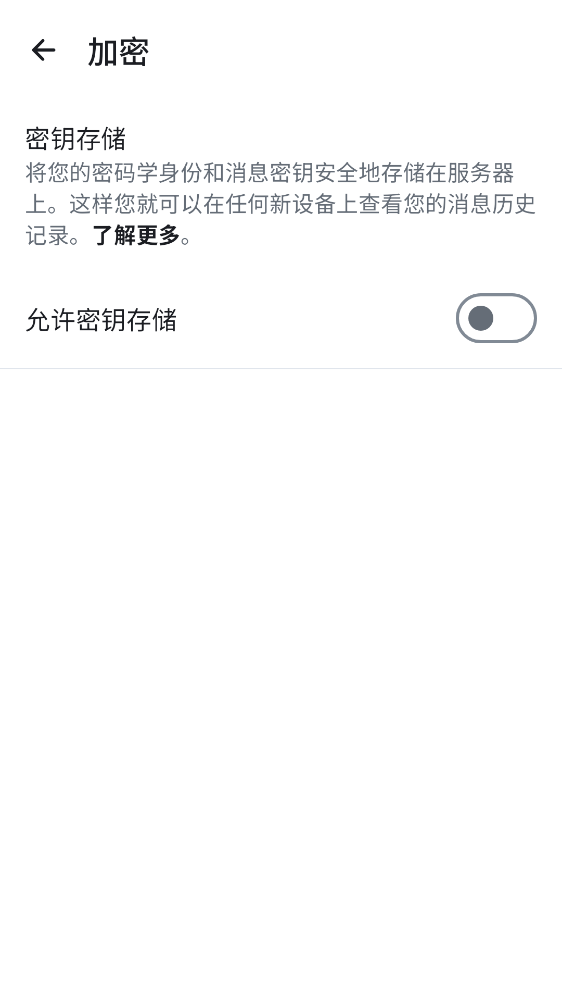 加密
密钥存储
将您的密码学身份和消息密钥安全地存储在服务器
上。这样您就可以在任何新设备上查看您的消息历史
记录。了解更多。
允许密钥存储